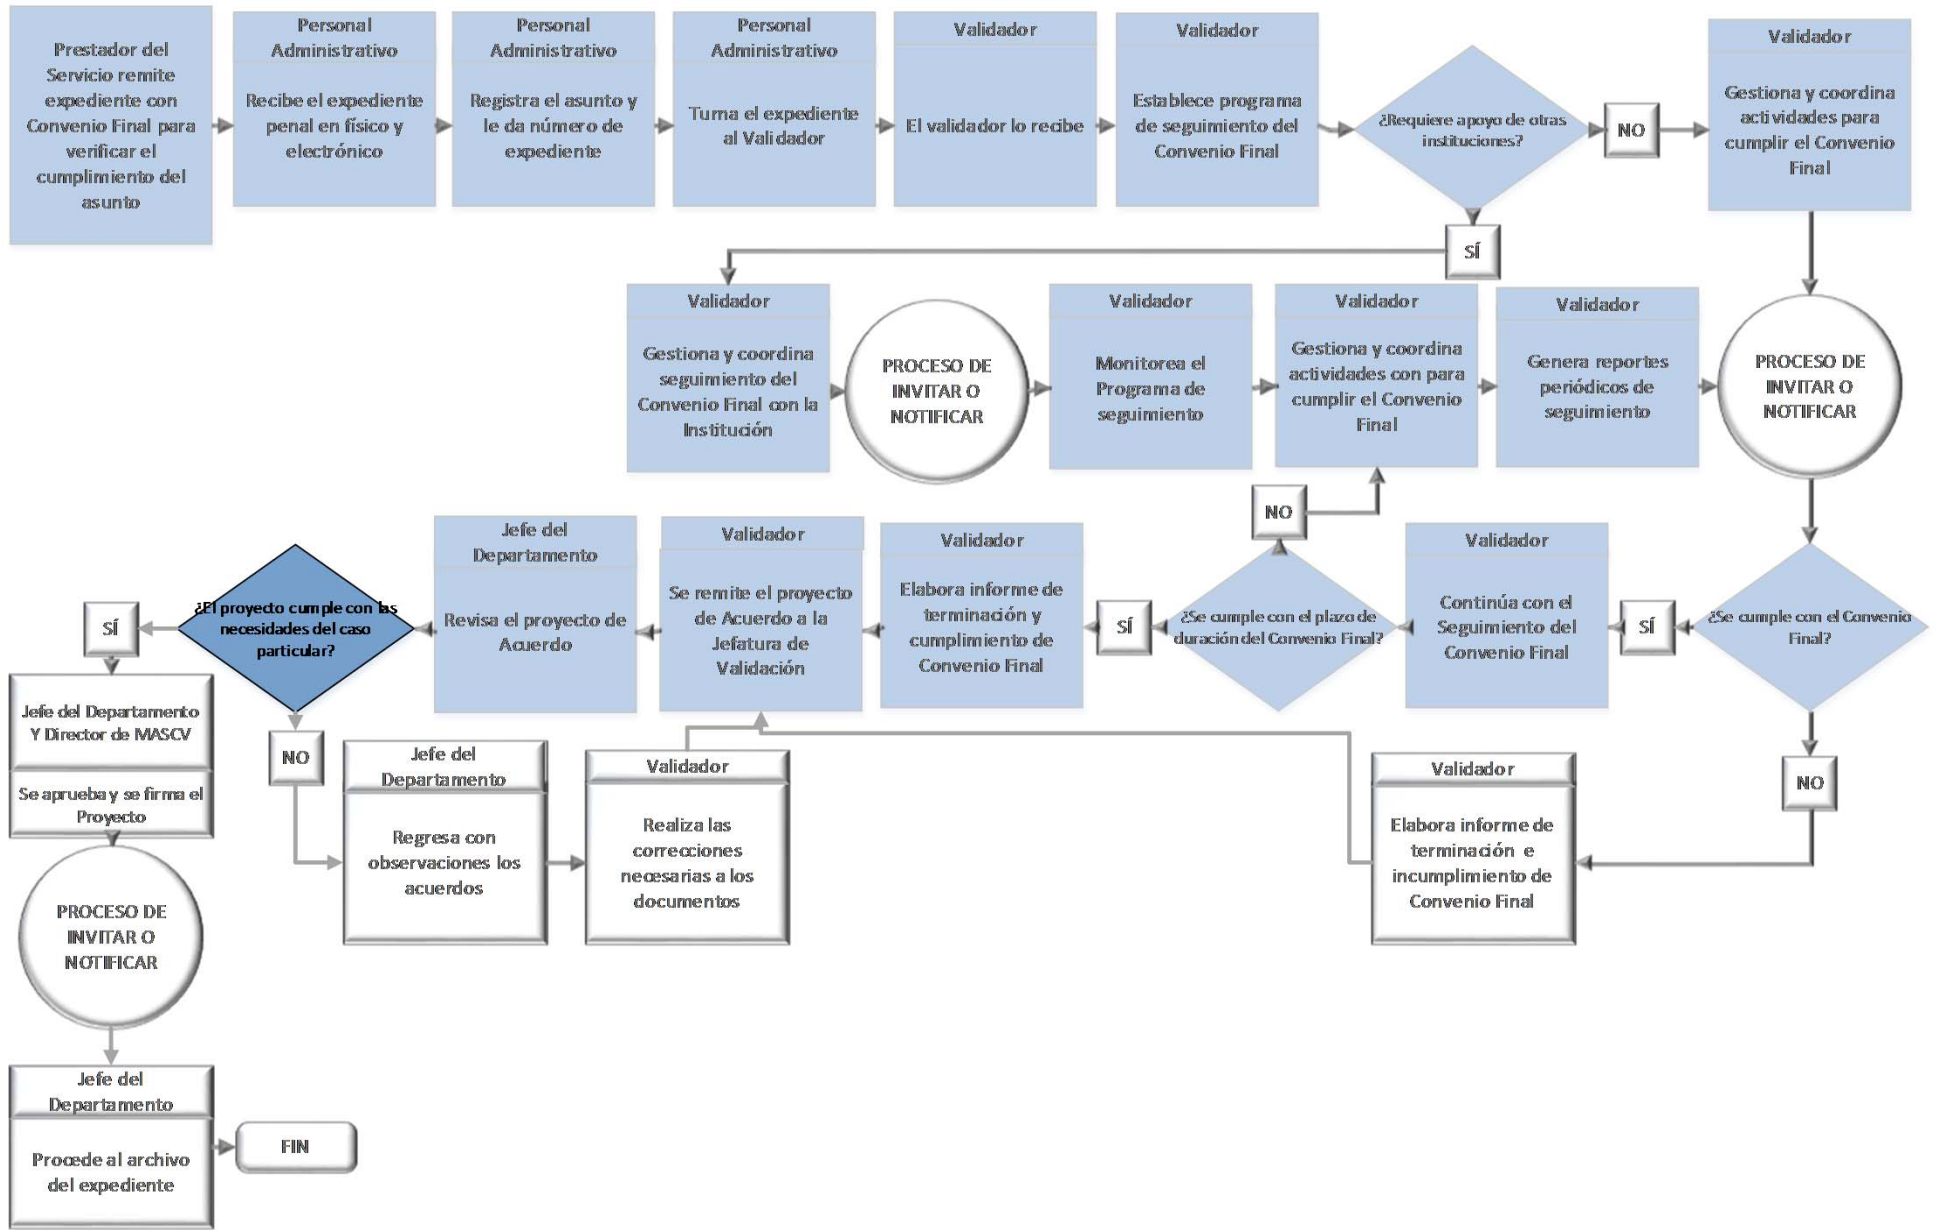 Prestador del
Servicio remite
expediente con
Convenio Final para
verificar el
cumplimiento del
asunto
Personal
Administrativo
Recibe el expediente
penal en físico y
electrónico
Personal
Administrativo
Registra el asunto y
le da número de
expediente
Personal
Administrativo
Turna el expediente
al Validador
Validador
El validador lo recibe
Validador
Establece programa
de seguimiento del
Convenio Final
¿Requiere apoyo de otras
instituciones?
NO
Validador
Gestiona y coordina
actividades para
cumplir el Convenio
Final
SÍ
Validador
Gestiona y coordina
seguimiento del
Convenio Final con la
Institución
PROCESO DE
INVITAR O
NOTIFICAR
Validador
Monitorea el
Programa de
seguimiento
Validador
Gestiona y coordina
actividades con para
cumplir el Convenio
Final
Validador
Genera reportes
periódicos de
seguimiento
PROCESO DE
INVITAR O
NOTIFICAR
¿Se cumple con el Convenio
Final?
SÍ
Validador
Continúa con el
Seguimiento del
Convenio Final
¿Se cumple con el plazo de
duración del Convenio Final?
NO
SÍ
Validador
Elabora informe de
terminación y
cumplimiento de
Convenio Final
Validador
Se remite el proyecto
de Acuerdo a la
Jefatura de
Validación
Jefe del
Departamento
Revisa el proyecto de
Acuerdo
¿El proyecto cumple con las
necesidades del caso
particular?
SÍ
Jefe del Departamento
Y Director de MASCV
Se aprueba y se firma el
Proyecto
NO
Jefe del
Departamento
Regresa con
observaciones los
acuerdos
Validador
Realiza las
correcciones
necesarias a los
documentos
Validador
Elabora informe de
terminación e
incumplimiento de
Convenio Final
NO
PROCESO DE
INVITAR O
NOTIFICAR
Jefe del
Departamento
Procede al archivo
del expediente
FIN